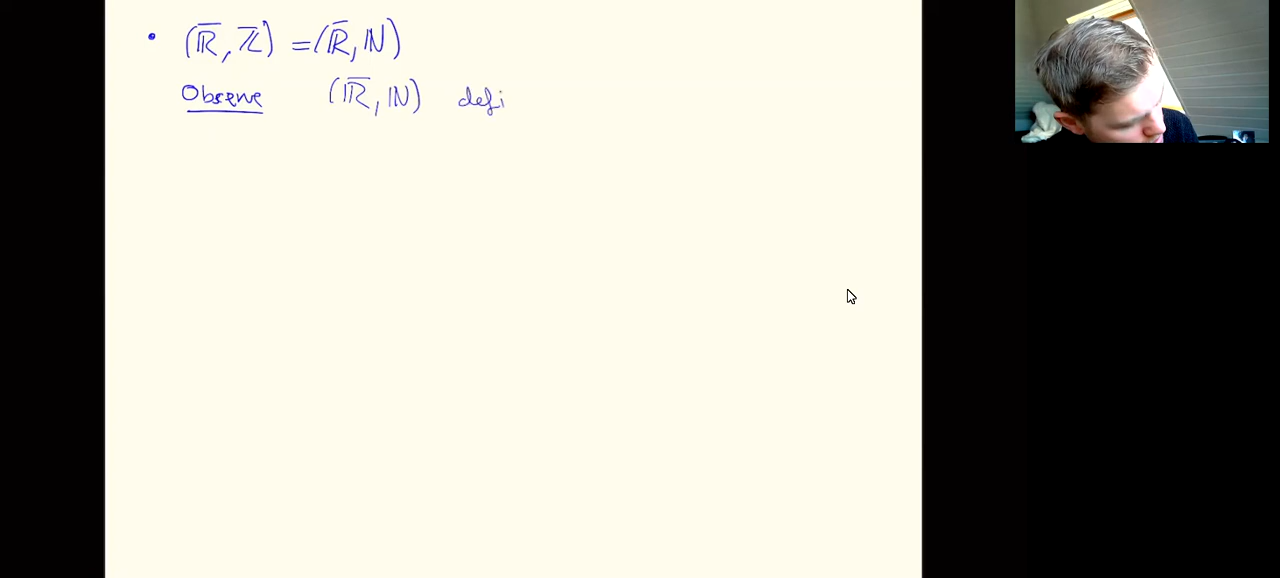 • (ℝ̅, ℤ̅) = (ℝ̅, ℕ)
Observe (ℝ̅, ℕ) defi